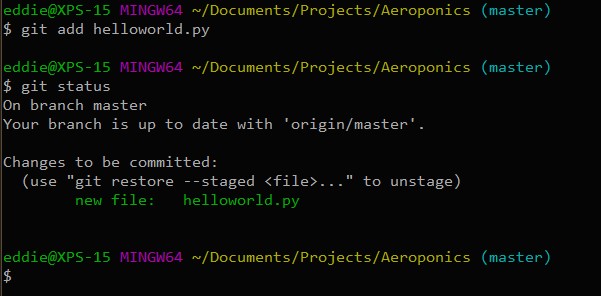 eddie@XPS-15 MINGW64 ~/Documents/Projects/Aeroponics (master)
$ git add helloworld.py
eddie@XPS-15 MINGW64 ~/Documents/Projects/Aeroponics (master)
$ git status
On branch master
Your branch is up to date with 'origin/master'.
Changes to be committed:
  (use "git restore --staged <file>..." to unstage)
        new file:   helloworld.py
eddie@XPS-15 MINGW64 ~/Documents/Projects/Aeroponics (master)
$